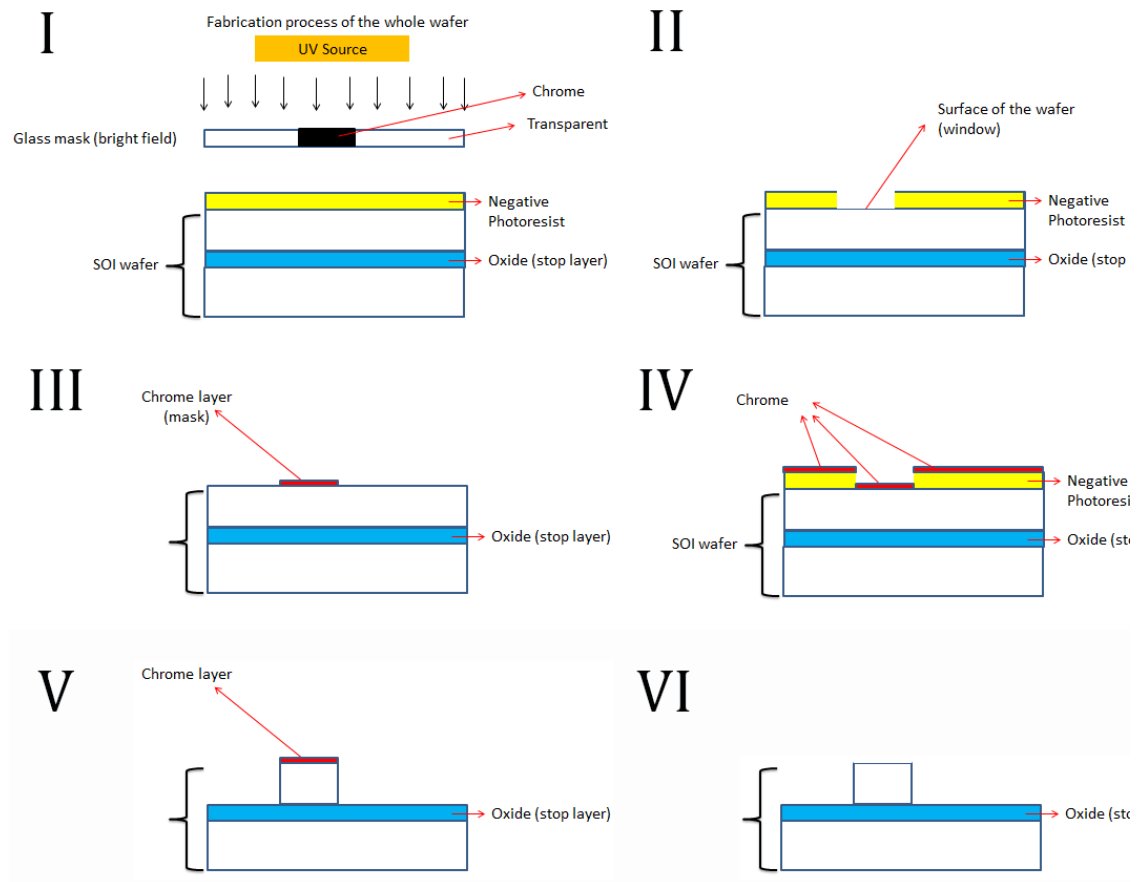 I
Fabrication process of the whole wafer
UV Source
Chrome
Transparent
Glass mask (bright field)
Negative
Photoresist
SOI wafer
Oxide (stop layer)
II
Surface of the wafer
(window)
Negative
Photoresist
SOI wafer
Oxide (stop
III
Chrome layer
(mask)
Oxide (stop layer)
IV
Chrome
Negative
Photoresi
SOI wafer
Oxide (sto
V
Chrome layer
Oxide (stop layer)
VI
Oxide (sto